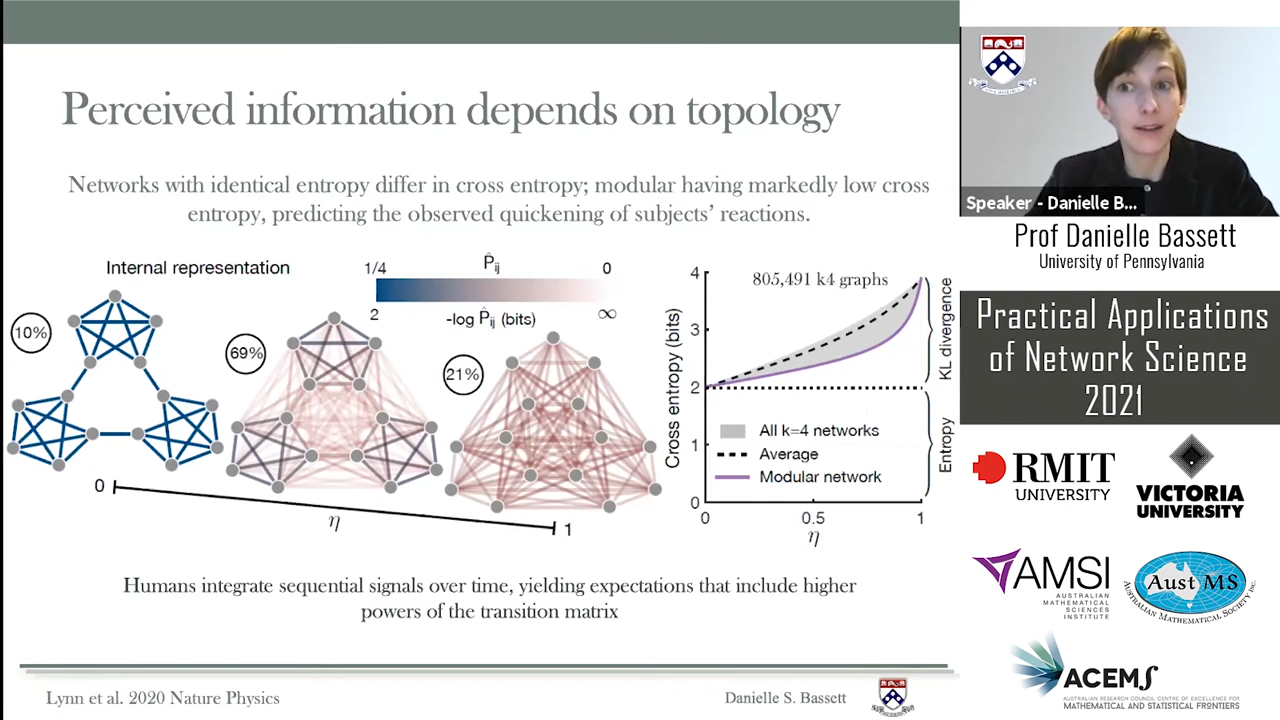 Perceived information depends on topology
Networks with identical entropy differ in cross entropy; modular having markedly low cross
entropy, predicting the observed quickening of subjects' reactions.
Internal representation
10%
69%
21%
1/4
P̂ij
0
2
-log P̂ij (bits)
∞
0
η
1
805,491 k4 graphs
Cross entropy (bits)
4
3
2
1
0
All k=4 networks
Average
Modular network
0
0.5
1
η
KL divergence
Entropy
Humans integrate sequential signals over time, yielding expectations that include higher
powers of the transition matrix
Lynn et al. 2020 Nature Physics
Danielle S. Bassett
Speaker - Danielle B...
Prof Danielle Bassett
University of Pennsylvania
Practical Applications
of Network Science
2021
RMIT
UNIVERSITY
VICTORIA
UNIVERSITY
AMSI
AUSTRALIAN
MATHEMATICAL
SCIENCES
INSTITUTE
Aust MS
AUSTRALIAN MATHEMATICAL SOCIETY Inc.
ACEMS
AUSTRALIAN RESEARCH COUNCIL CENTRE OF EXCELLENCE FOR
MATHEMATICAL AND STATISTICAL FRONTIERS